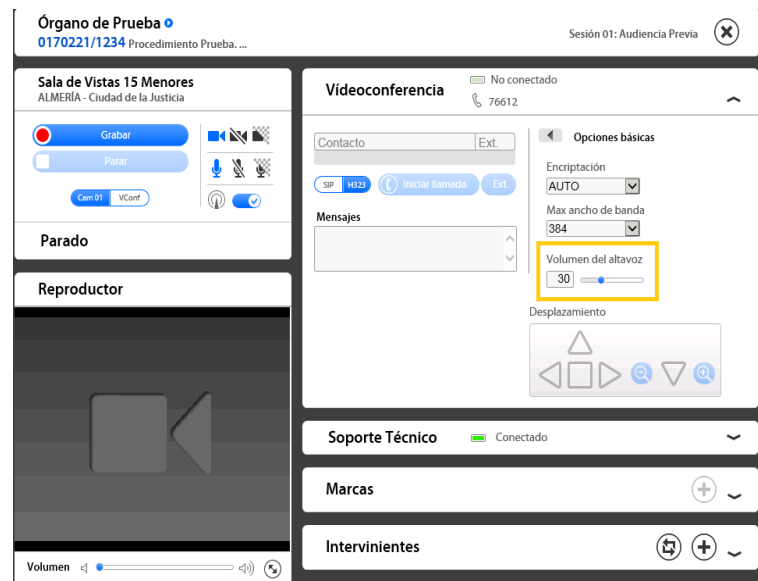 Órgano de Prueba
0170221/1234 Procedimiento Prueba. ...
Sesión 01: Audiencia Previa
Sala de Vistas 15 Menores
ALMERÍA - Ciudad de la Justicia
Grabar
Parar
Cam 01 VConf
Parado
Reproductor
Volumen
Vídeoconferencia
No conectado
76612
Contacto Ext.
SIP H323 Iniciar llamada Ext.
Mensajes
Opciones básicas
Encriptación
AUTO
Max ancho de banda
384
Volumen del altavoz
30
Desplazamiento
Soporte Técnico Conectado
Marcas
Intervinientes